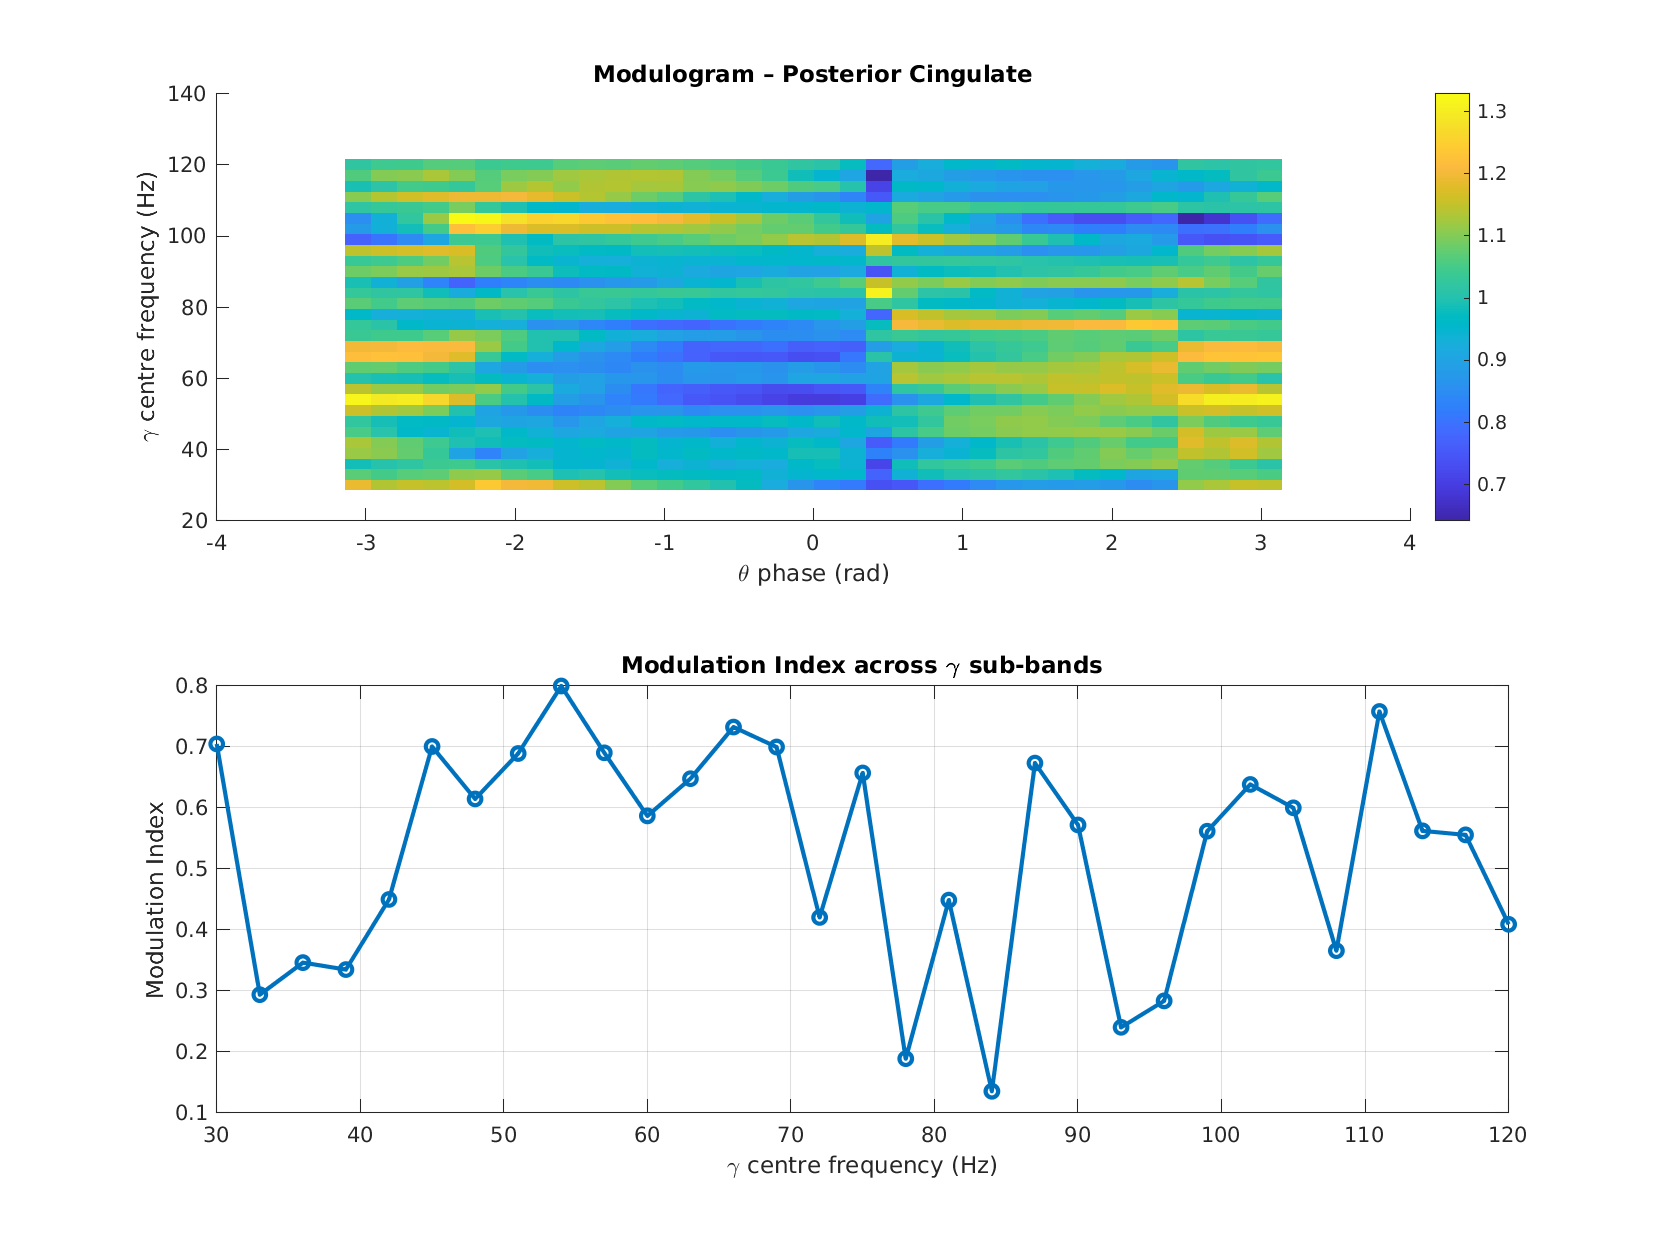 Modulogram – Posterior Cingulate
140
120
100
80
60
40
20
γ centre frequency (Hz)
-4 -3 -2 -1 0 1 2 3 4
θ phase (rad)
1.3
1.2
1.1
1
0.9
0.8
0.7
Modulation Index across γ sub-bands
0.8
0.7
0.6
0.5
0.4
0.3
0.2
0.1
Modulation Index
30 40 50 60 70 80 90 100 110 120
γ centre frequency (Hz)